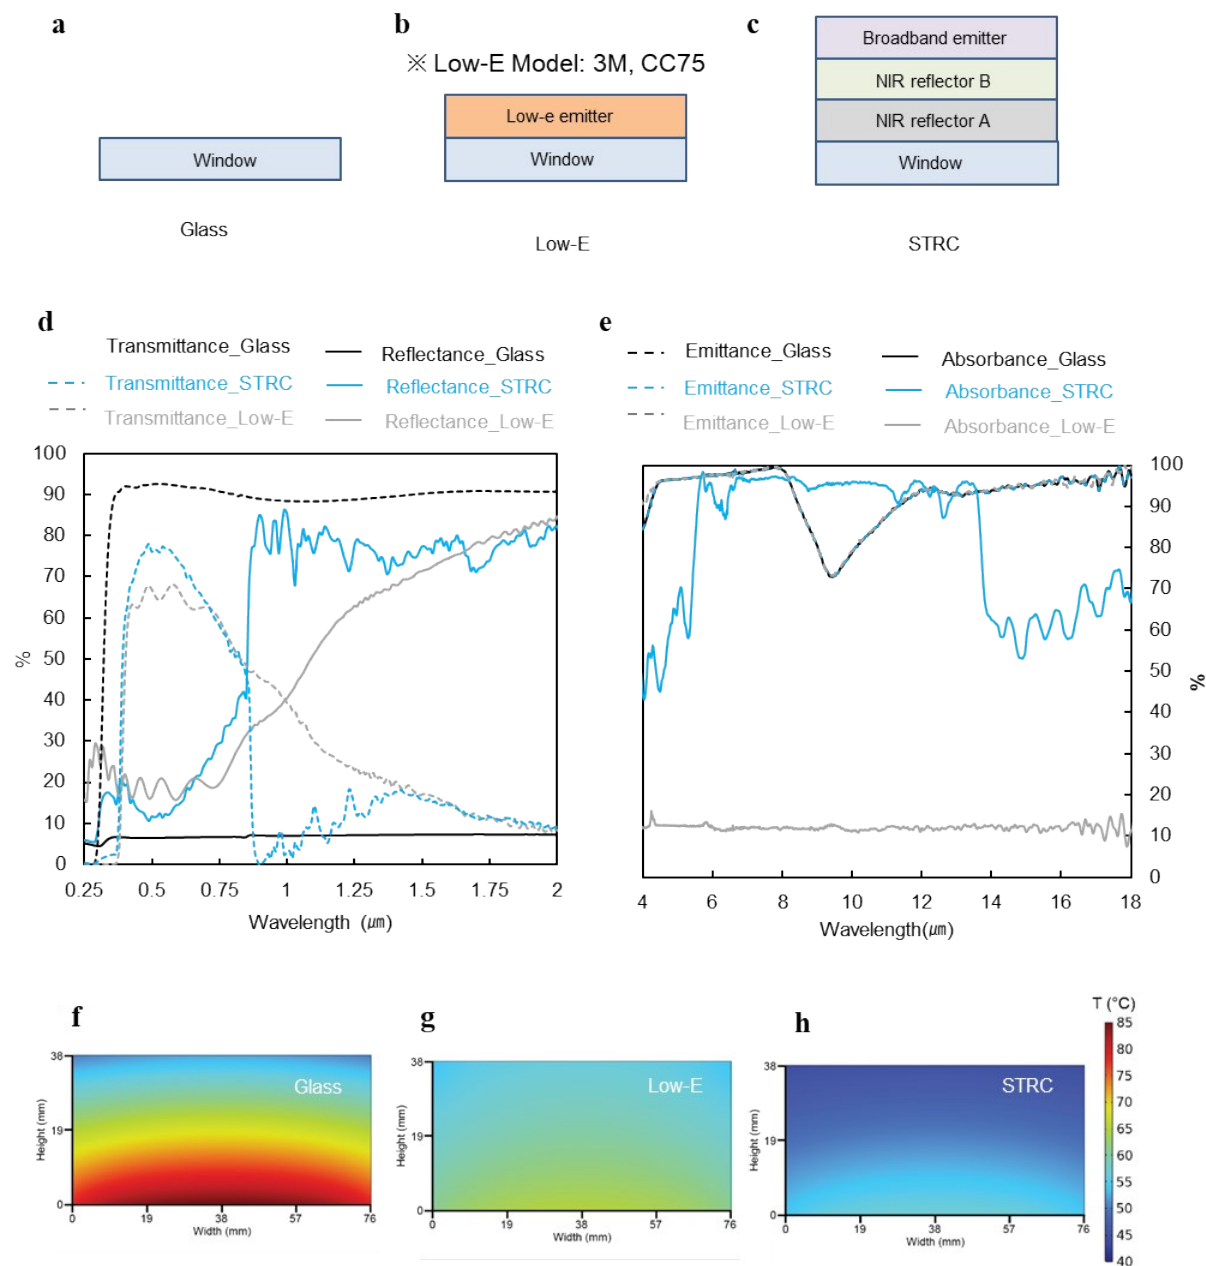 a
b
c
※ Low-E Model: 3M, CC75
Window
Glass
Low-e emitter
Window
Low-E
Broadband emitter
NIR reflector B
NIR reflector A
Window
STRC
d
Transmittance_Glass
Reflectance_Glass
Transmittance_STRC
Reflectance_STRC
Transmittance_Low-E
Reflectance_Low-E
100
90
80
70
60
50
40
30
20
10
0
%
0.25 0.5 0.75 1 1.25 1.5 1.75 2
Wavelength (㎛)
e
Emittance_Glass
Absorbance_Glass
Emittance_STRC
Absorbance_STRC
Emittance_Low-E
Absorbance_Low-E
100
90
80
70
60
50
40
30
20
10
0
%
4 6 8 10 12 14 16 18
Wavelength(㎛)
f
Glass
38
19
0
Height (mm)
0 19 38 57 76
Width (mm)
g
Low-E
38
19
0
Height (mm)
0 19 38 57 76
Width (mm)
h
STRC
38
19
0
Height (mm)
0 19 38 57 76
Width (mm)
T (°C)
85
80
75
70
65
60
55
50
45
40